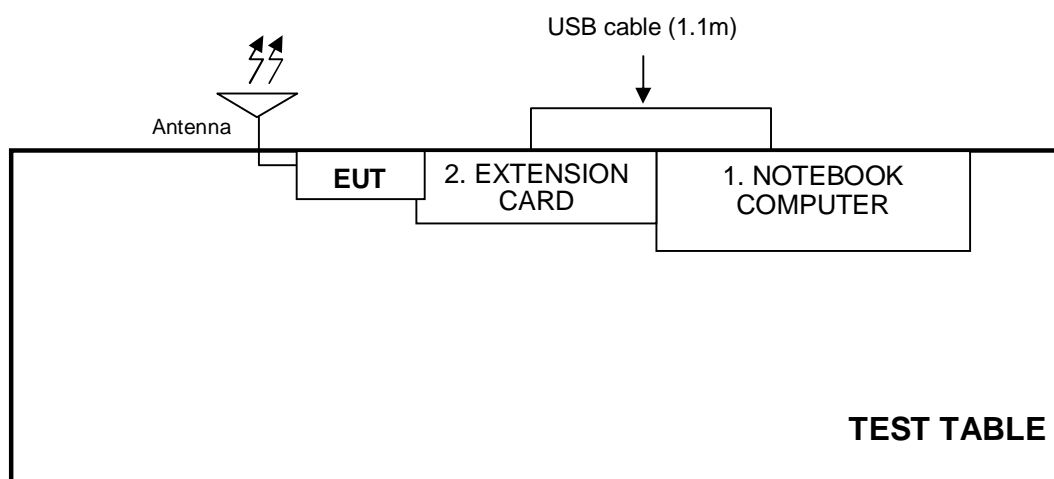 USB cable (1.1m)
Antenna
EUT
2. EXTENSION
CARD
1. NOTEBOOK
COMPUTER
TEST TABLE